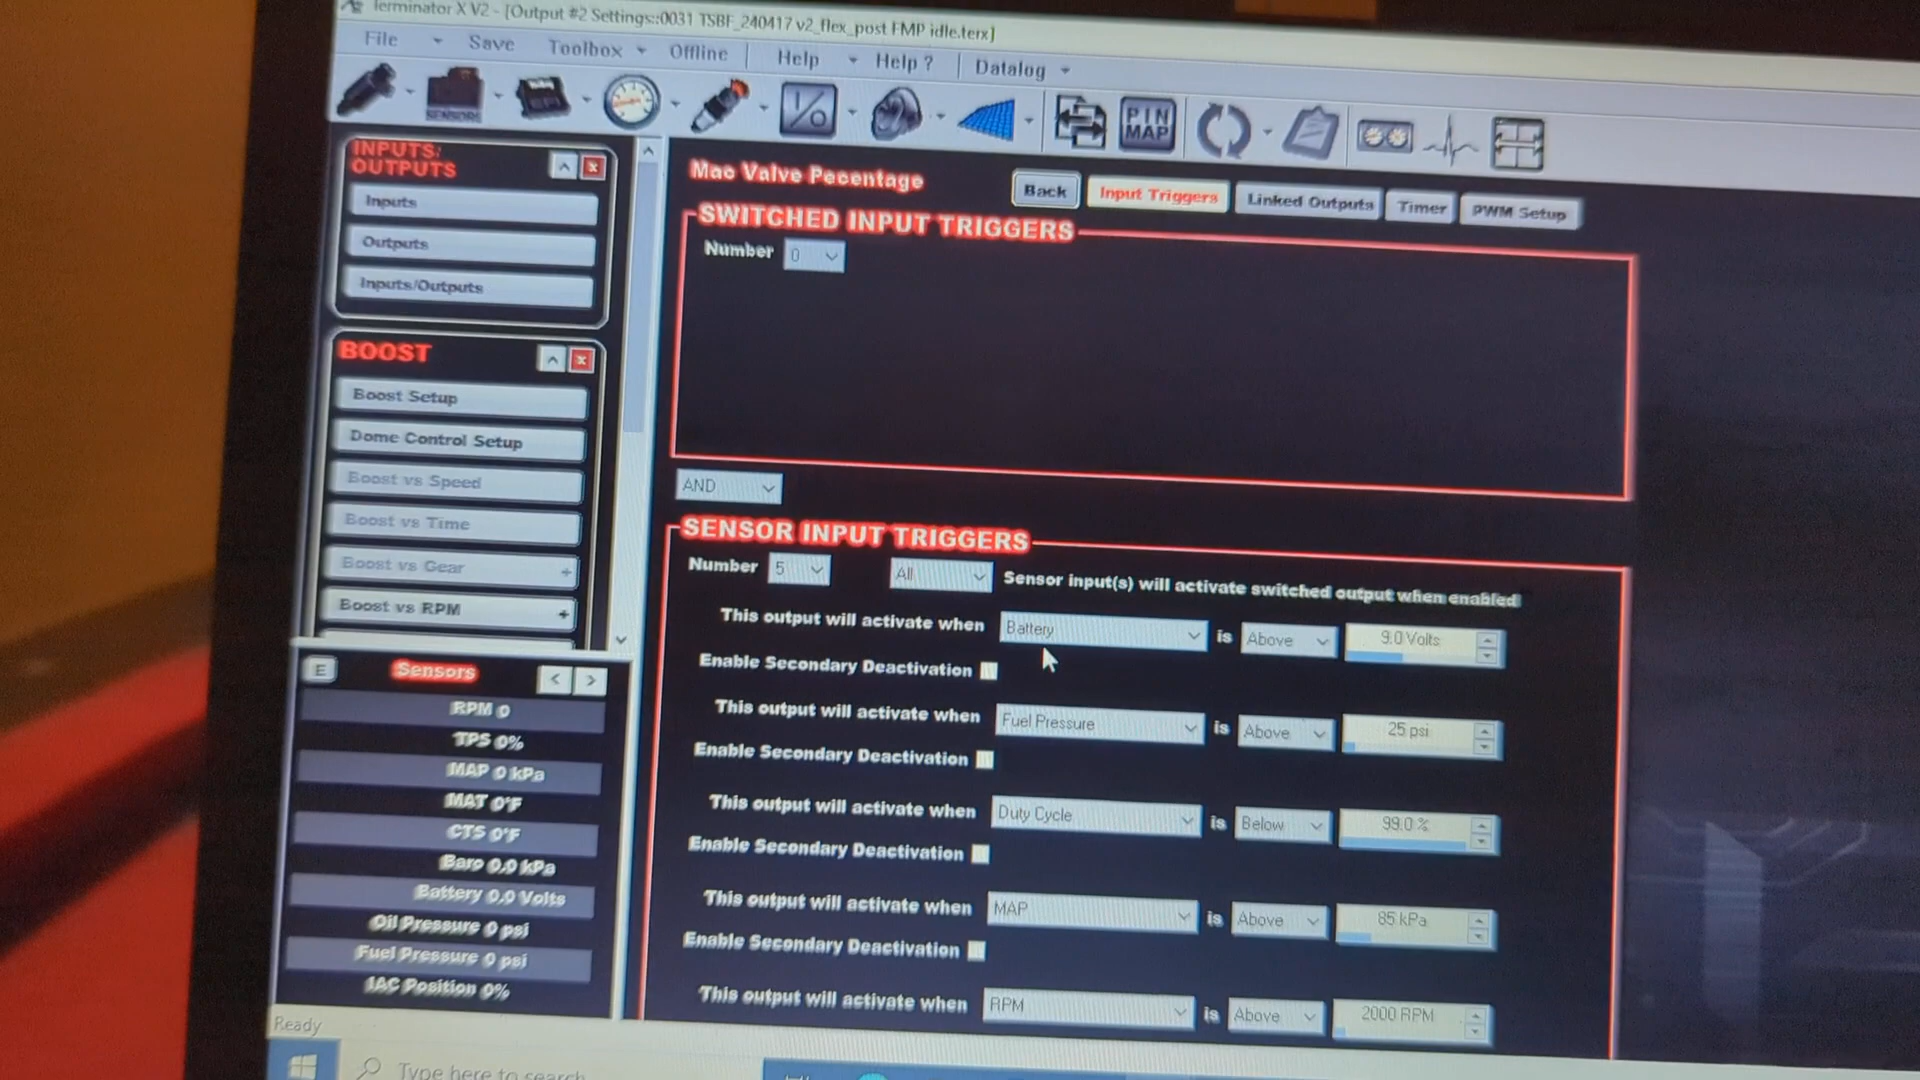 Terminator X V2 - [Output #2 Settings::0031 TSBF_240417 v2_flex_post FMP idle.terx]
File Save Toolbox Offline Help Help ? Datalog
SENSORS
EFI
I/O
PIN MAP
INPUTS/
OUTPUTS
Inputs
Outputs
Inputs/Outputs
BOOST
Boost Setup
Dome Control Setup
Boost vs Speed
Boost vs Time
Boost vs Gear +
Boost vs RPM +
E Sensors < >
RPM 0
TPS 0%
MAP 0 kPa
MAT 0°F
CTS 0°F
Baro 0.0 kPa
Battery 0.0 Volts
Oil Pressure 0 psi
Fuel Pressure 0 psi
IAC Position 0%
Mac Valve Pecentage
Back Input Triggers Linked Outputs Timer PWM Setup
SWITCHED INPUT TRIGGERS
Number 0
AND
SENSOR INPUT TRIGGERS
Number 5 All Sensor input(s) will activate switched output when enabled
This output will activate when Battery is Above 9.0 Volts
Enable Secondary Deactivation
This output will activate when Fuel Pressure is Above 25 psi
Enable Secondary Deactivation
This output will activate when Duty Cycle is Below 99.0 %
Enable Secondary Deactivation
This output will activate when MAP is Above 85 kPa
Enable Secondary Deactivation
This output will activate when RPM is Above 2000 RPM
Ready
Type here to search